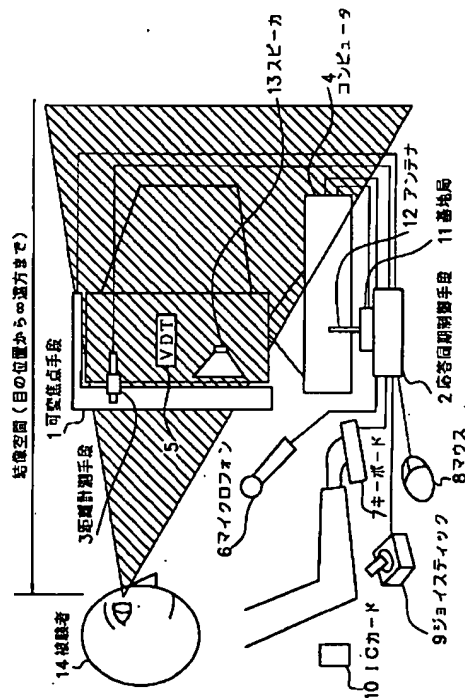 結像空間(目の位置から∞遠方まで)
1可変焦点手段
3距離計測手段
VDT
5
13スピーカ
4
コンピュータ
12アンテナ
11基地局
2応答同期制御手段
6マイクロフォン
7キーボード
8マウス
9ジョイスティック
10ICカード
14被験者